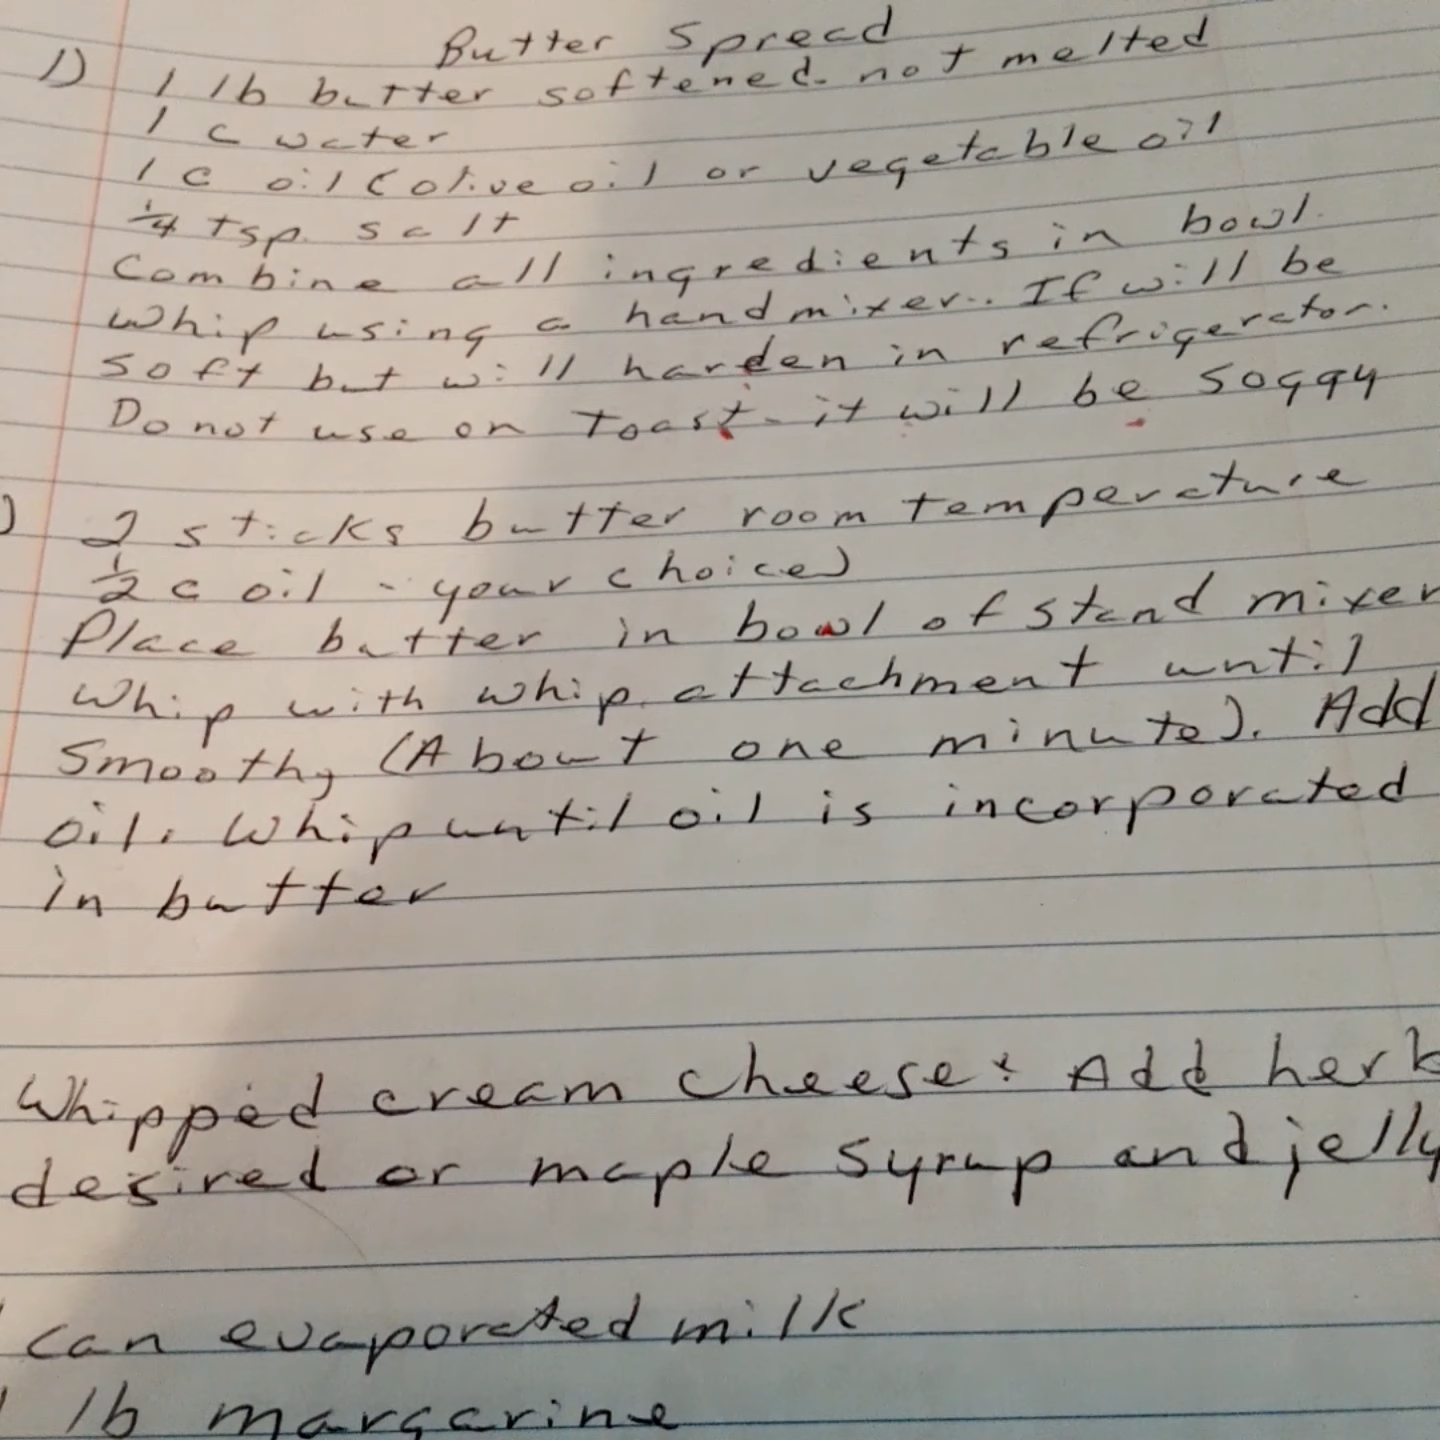 Butter Spread
1) 1 lb butter softened - not melted
1 c water
1 c oil (olive oil or vegetable oil
1/4 tsp. salt
Combine all ingredients in bowl.
Whip using a hand mixer. If will be
soft but will harden in refrigerator.
Do not use on Toast - it will be soggy
) 2 sticks butter room temperature
1/2 c oil - your choice)
Place butter in bowl of stand mixer
Whip with whip attachment until
Smoothy (About one minute). Add
oil. Whip until oil is incorporated
in butter
Whipped cream cheese: Add herb
desired or maple syrup and jelly
can evaporated milk
1 lb margarine